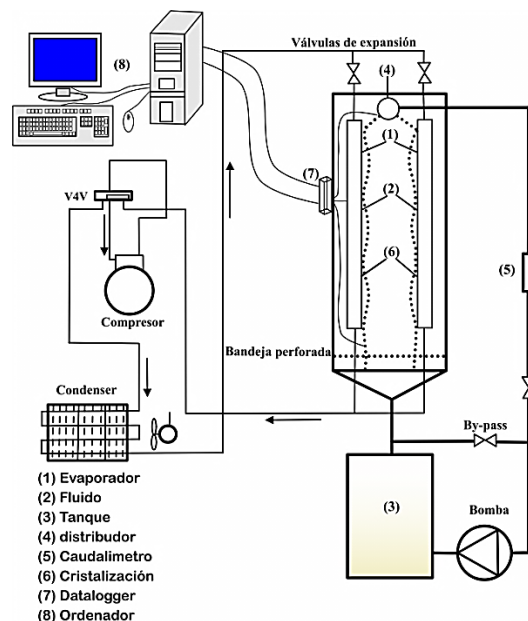 Válvulas de expansión
(8)
(4)
(1)
(7)
V4V
(2)
(6)
(5)
Compresor
Bandeja perforada
Condenser
By-pass
(3)
Bomba
(1) Evaporador
(2) Fluido
(3) Tanque
(4) distribudor
(5) Caudalimetro
(6) Cristalización
(7) Datalogger
(8) Ordenador